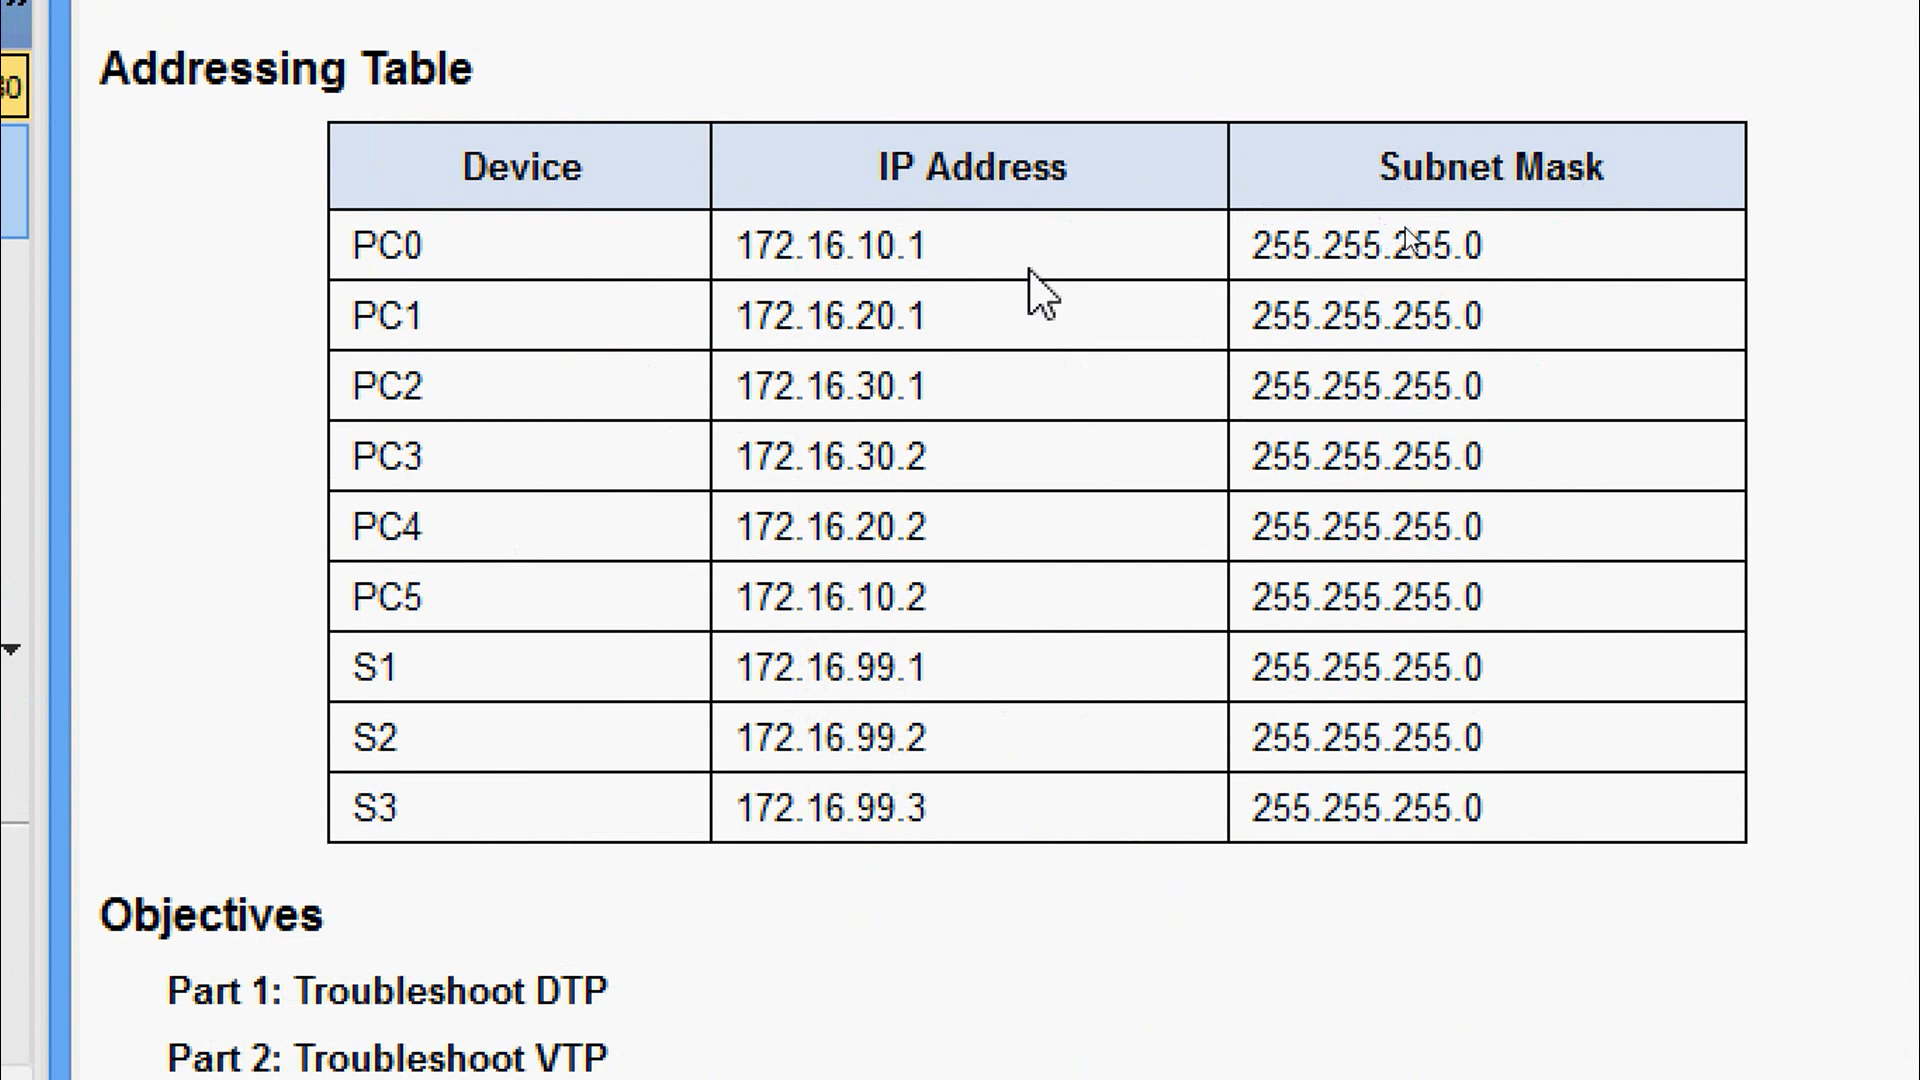 Addressing Table
Device IP Address Subnet Mask
PC0 172.16.10.1 255.255.255.0
PC1 172.16.20.1 255.255.255.0
PC2 172.16.30.1 255.255.255.0
PC3 172.16.30.2 255.255.255.0
PC4 172.16.20.2 255.255.255.0
PC5 172.16.10.2 255.255.255.0
S1 172.16.99.1 255.255.255.0
S2 172.16.99.2 255.255.255.0
S3 172.16.99.3 255.255.255.0
Objectives
Part 1: Troubleshoot DTP
Part 2: Troubleshoot VTP